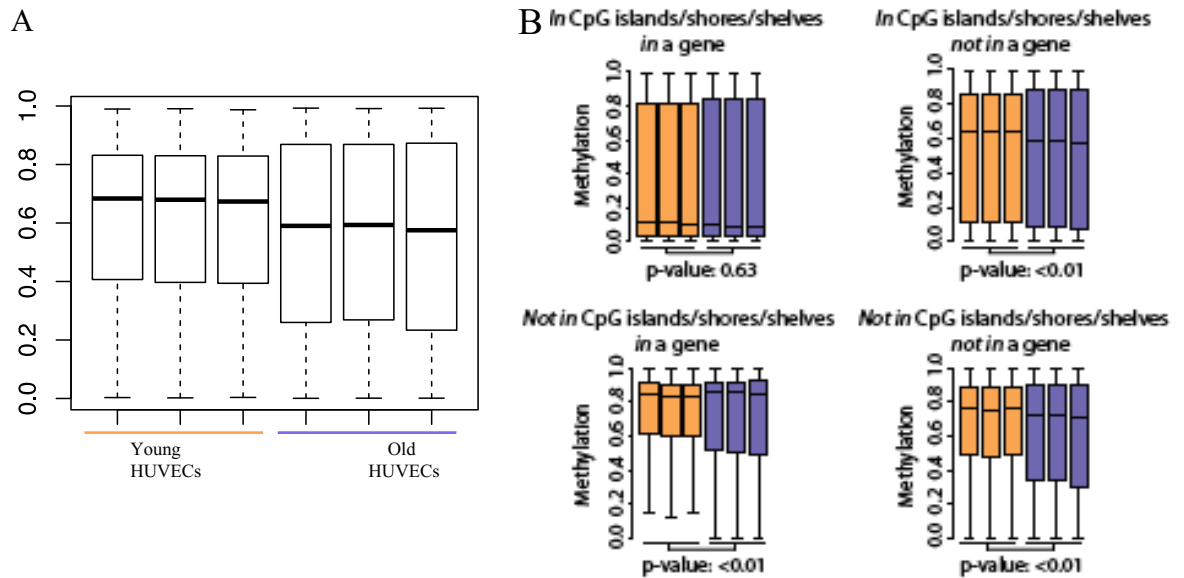 A
1.0
0.8
0.6
0.4
0.2
0.0
Young
HUVECs
Old
HUVECs
B
In CpG islands/shores/shelves
in a gene
Methylation
0.0 0.2 0.4 0.6 0.8 1.0
p-value: 0.63
In CpG islands/shores/shelves
not in a gene
Methylation
0.0 0.2 0.4 0.6 0.8 1.0
p-value: <0.01
Not in CpG islands/shores/shelves
in a gene
Methylation
0.0 0.2 0.4 0.6 0.8 1.0
p-value: <0.01
Not in CpG islands/shores/shelves
not in a gene
Methylation
0.0 0.2 0.4 0.6 0.8 1.0
p-value: <0.01